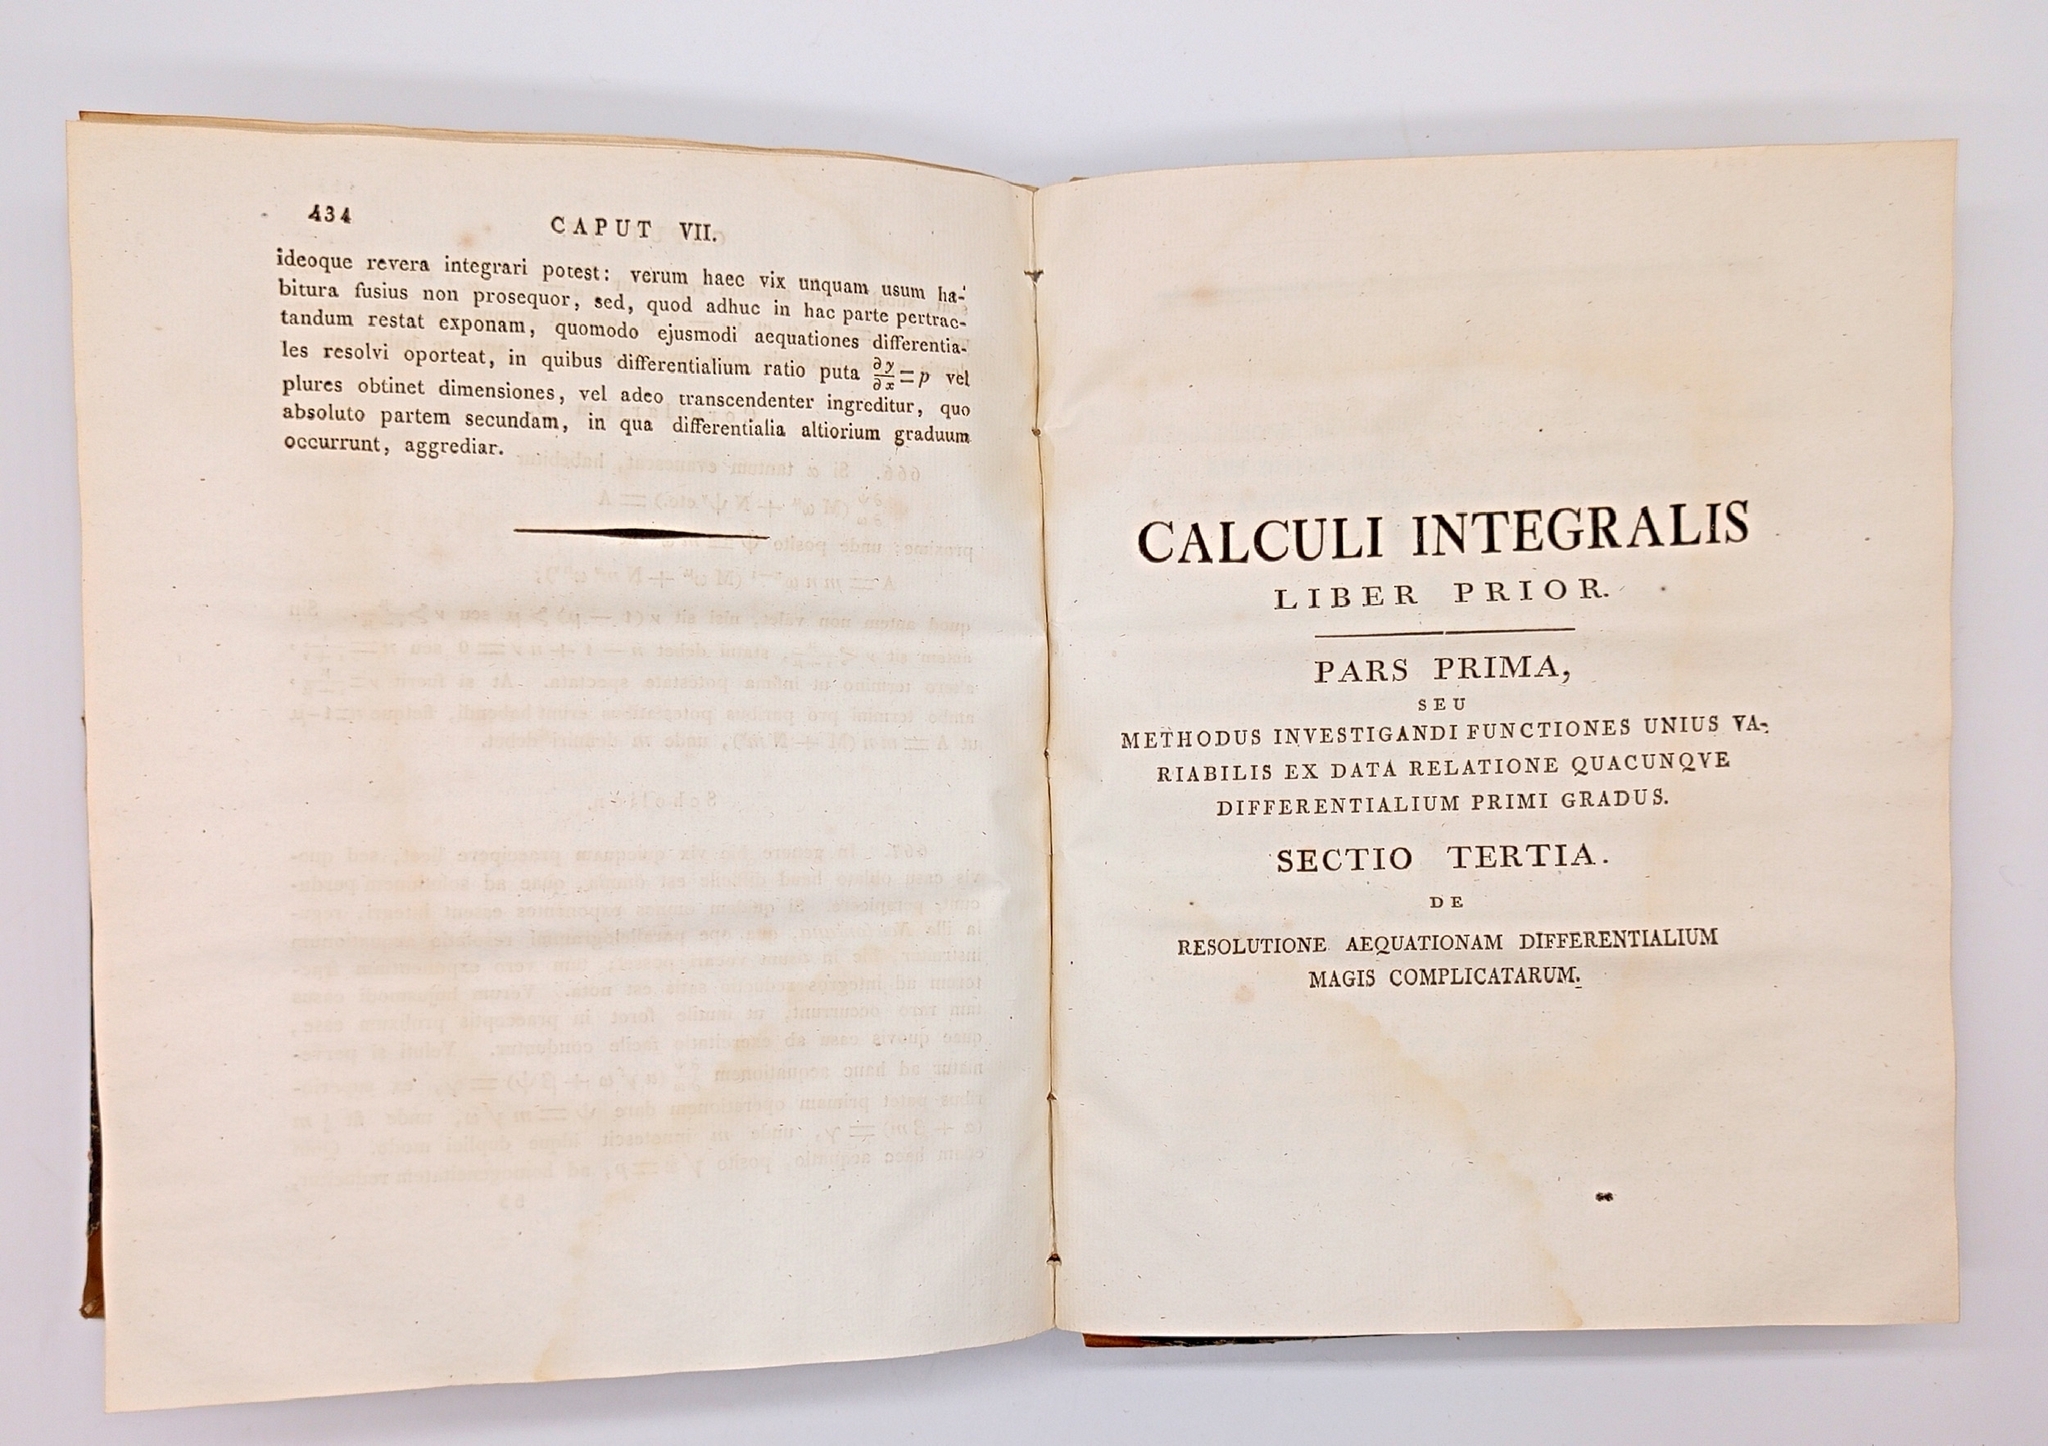 434
CAPUT VII.
ideoque revera integrari potest: verum haec vix unquam usum ha-
bitura fusius non prosequor, sed, quod adhuc in hac parte pertrac-
tandum restat exponam, quomodo ejusmodi aequationes differentia-
les resolvi oporteat, in quibus differentialium ratio puta ∂y/∂x = p vel
plures obtinet dimensiones, vel adeo transcendenter ingreditur, quo
absoluto partem secundam, in qua differentialia altiorium graduum
occurrunt, aggrediar.
CALCULI INTEGRALIS
LIBER PRIOR.
PARS PRIMA,
SEU
METHODUS INVESTIGANDI FUNCTIONES UNIUS VA-
RIABILIS EX DATA RELATIONE QUACUNQVE
DIFFERENTIALIUM PRIMI GRADUS.
SECTIO TERTIA.
DE
RESOLUTIONE AEQUATIONAM DIFFERENTIALIUM
MAGIS COMPLICATARUM.
**